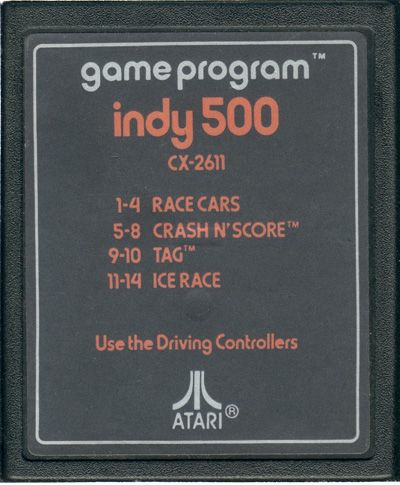 game program™
indy 500
CX-2611
1-4 RACE CARS
5-8 CRASH N' SCORE™
9-10 TAG™
11-14 ICE RACE
Use the Driving Controllers
ATARI®